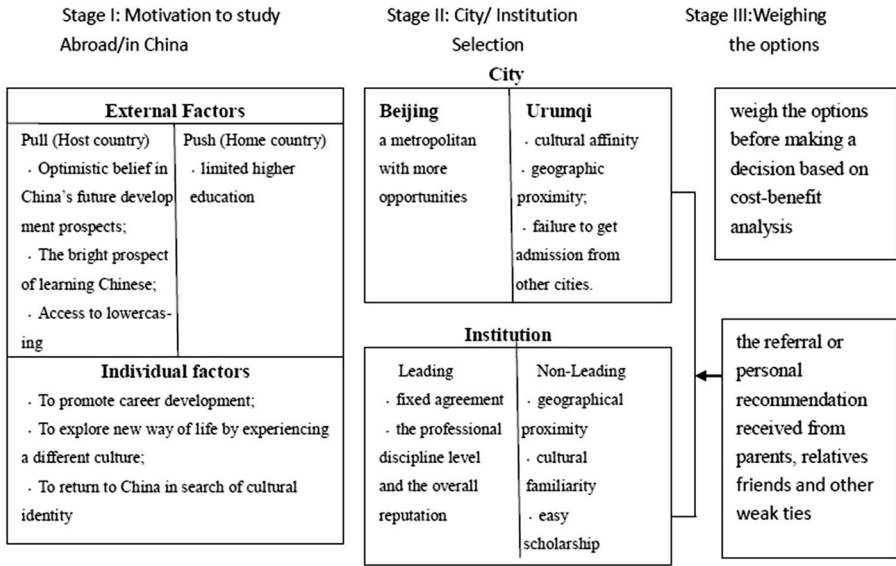 Stage I: Motivation to study
Abroad/in China
External Factors
Pull (Host country)
· Optimistic belief in
China's future develop
ment prospects;
· The bright prospect
of learning Chinese;
· Access to lowercas-
ing
Push (Home country)
· limited higher
education
Individual factors
· To promote career development;
· To explore new way of life by experiencing
a different culture;
· To return to China in search of cultural
identity
Stage II: City/ Institution
Selection
City
Beijing
a metropolitan
with more
opportunities
Urumqi
· cultural affinity
· geographic
proximity;
· failure to get
admission from
other cities.
Institution
Leading
· fixed agreement
· the professional
discipline level
and the overall
reputation
Non-Leading
· geographical
proximity
· cultural
familiarity
· easy
scholarship
Stage III:Weighing
the options
weigh the options
before making a
decision based on
cost-benefit
analysis
the referral or
personal
recommendation
received from
parents, relatives
friends and other
weak ties